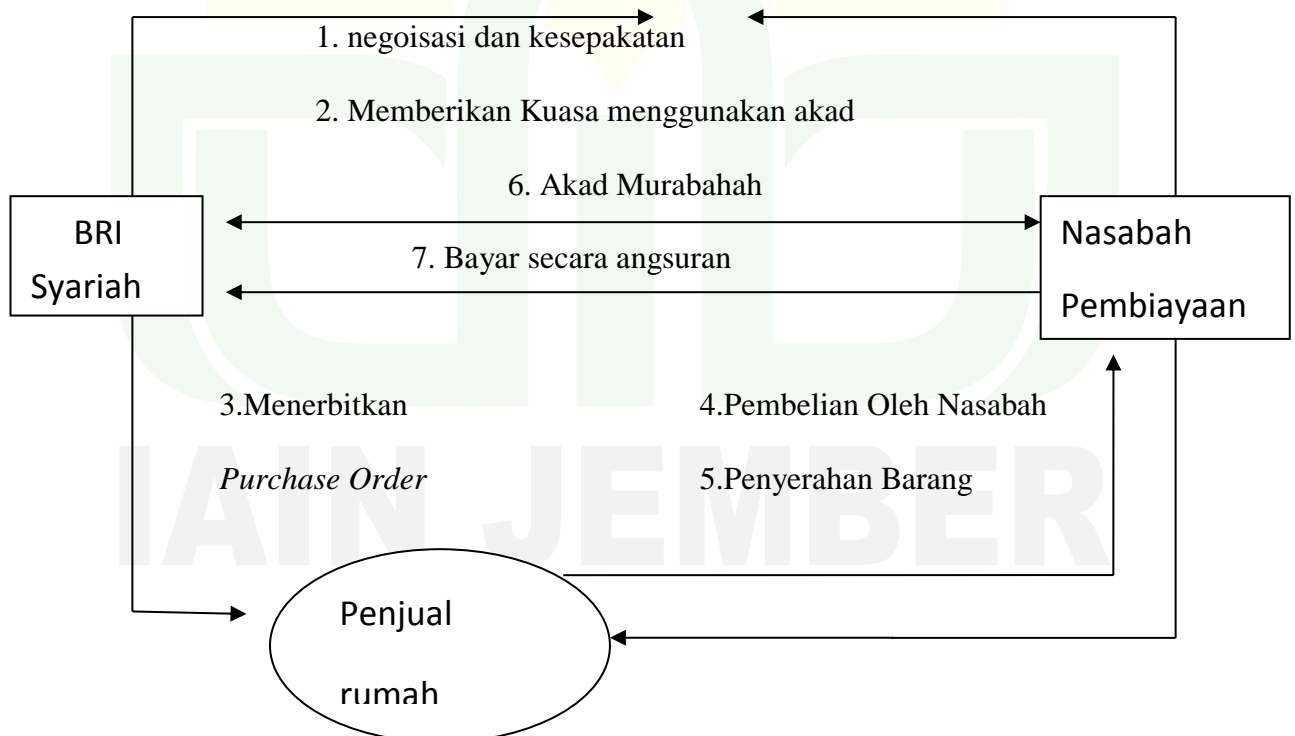 1. negoisasi dan kesepakatan
2. Memberikan Kuasa menggunakan akad
6. Akad Murabahah
BRI
Syariah
Nasabah
Pembiayaan
7. Bayar secara angsuran
3.Menerbitkan
Purchase Order
4.Pembelian Oleh Nasabah
5.Penyerahan Barang
IAIN JEMBER
Penjual
rumah